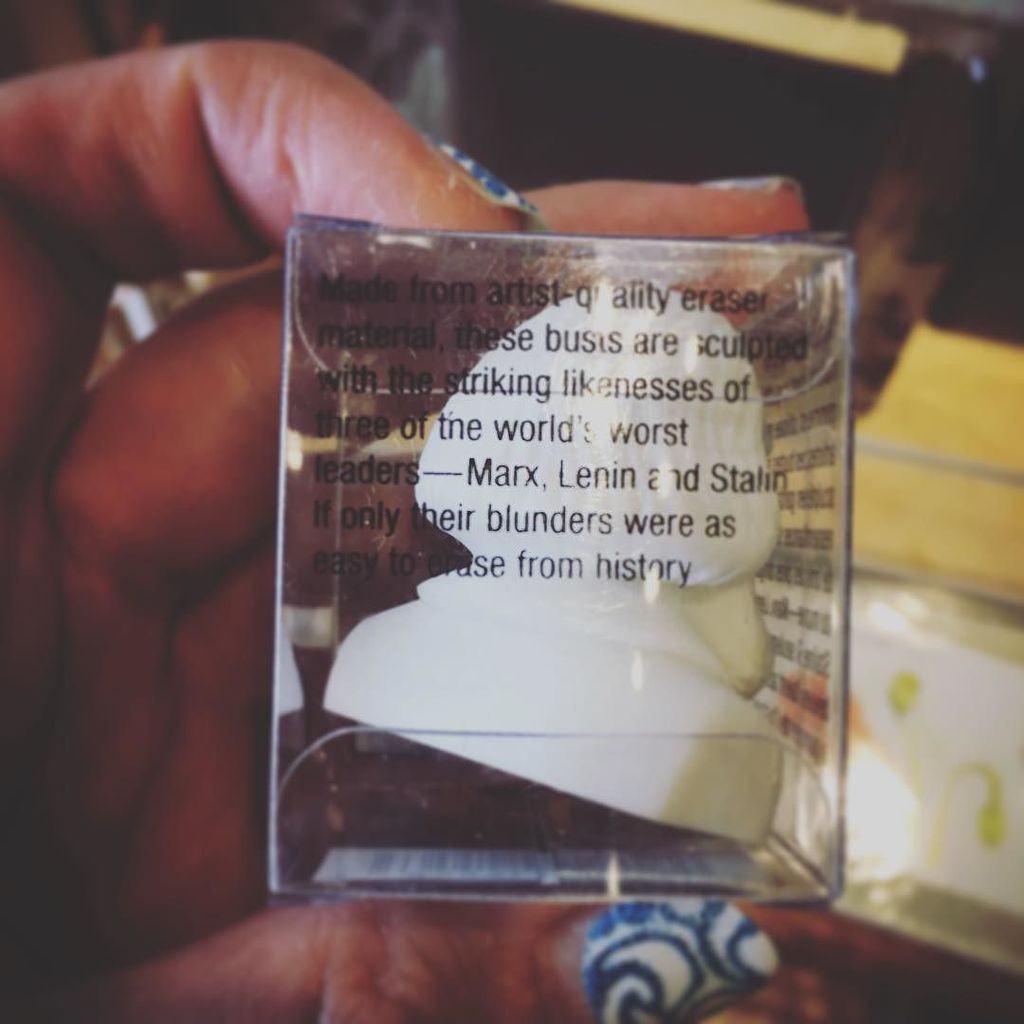 Made from artist-quality eraser
material, these busts are sculpted
with the striking likenesses of
three of the world's worst
leaders—Marx, Lenin and Stalin
If only their blunders were as
easy to erase from history